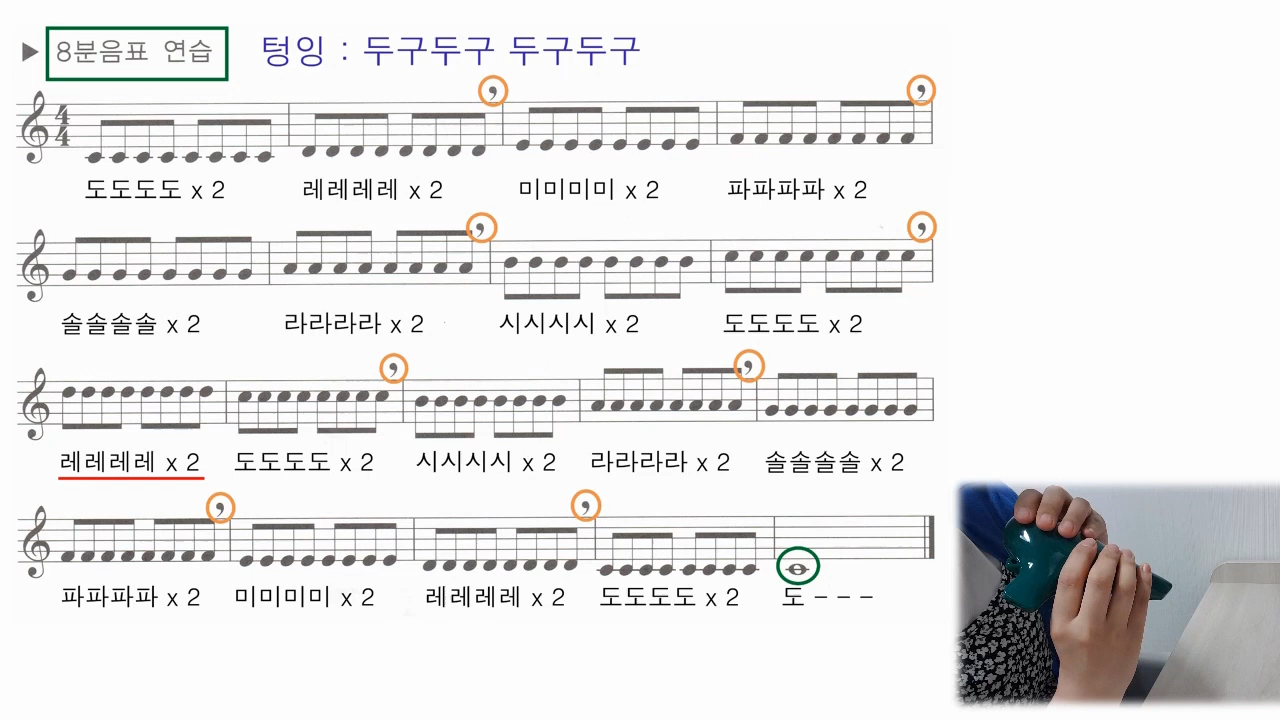 ▶ 8분음표 연습 텅잉 : 두구두구 두구두구
4
4
도도도도 x 2 레레레레 x 2 미미미미 x 2 파파파파 x 2
솔솔솔솔 x 2 라라라라 x 2 시시시시 x 2 도도도도 x 2
레레레레 x 2 도도도도 x 2 시시시시 x 2 라라라라 x 2 솔솔솔솔 x 2
파파파파 x 2 미미미미 x 2 레레레레 x 2 도도도도 x 2 도 – – –